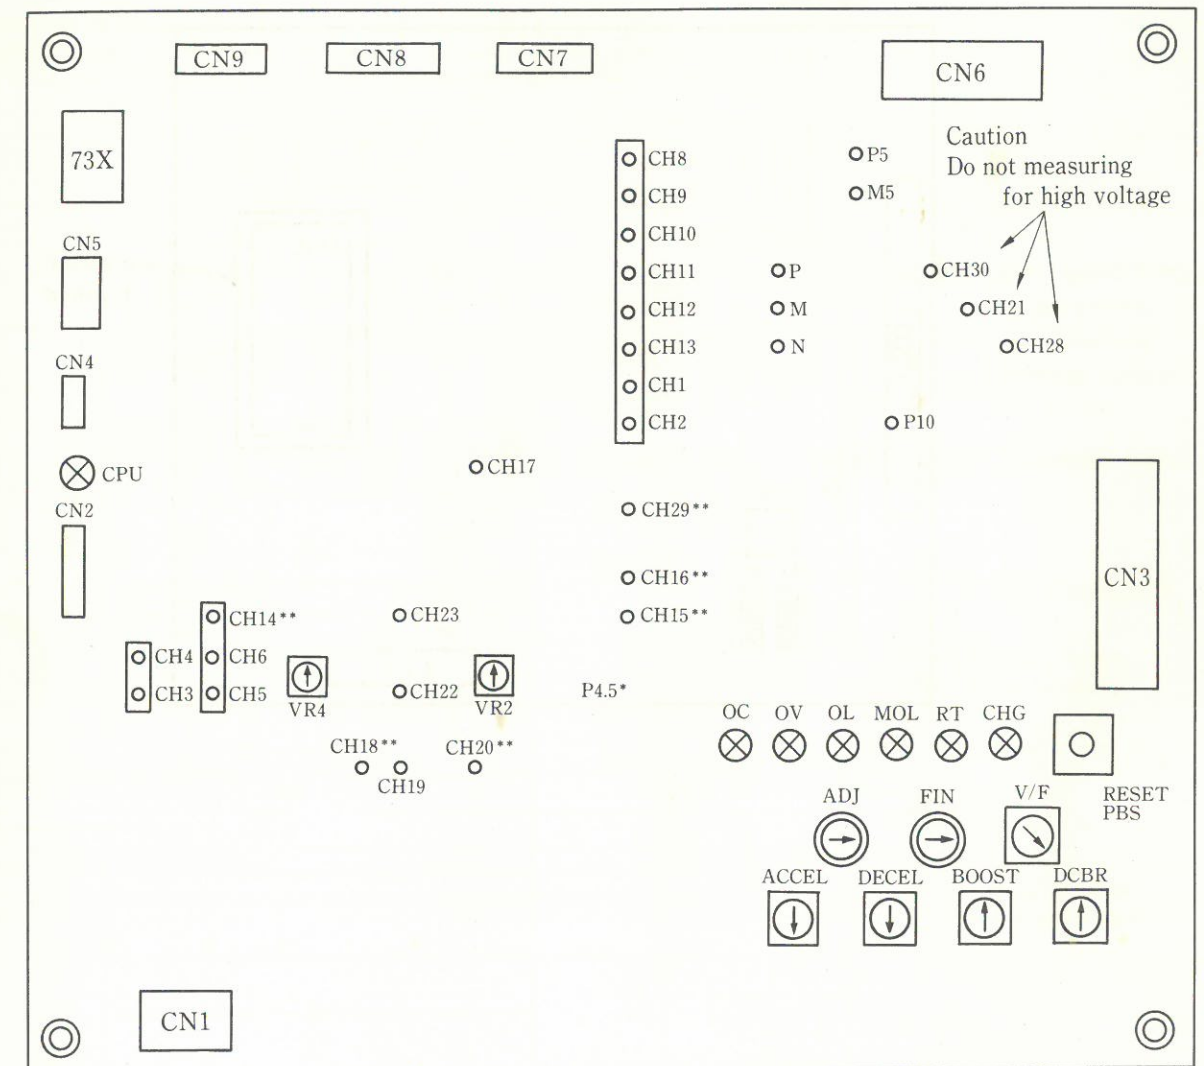 CN9
CN8
CN7
CN6
73X
CH8
P5
Caution
Do not measuring
for high voltage
CH9
M5
CN5
CH10
CH11
P
CH30
CH12
M
CH21
CH13
N
CH28
CN4
CH1
CH2
P10
CPU
CH17
CN2
CH29**
CN3
CH16**
CH14**
CH23
CH15**
CH4
CH6
CH3
CH5
VR4
CH22
VR2
P4.5*
OC
OV
OL
MOL
RT
CHG
CH18**
CH19
CH20**
RESET
PBS
ADJ
FIN
V/F
ACCEL
DECEL
BOOST
DCBR
CN1